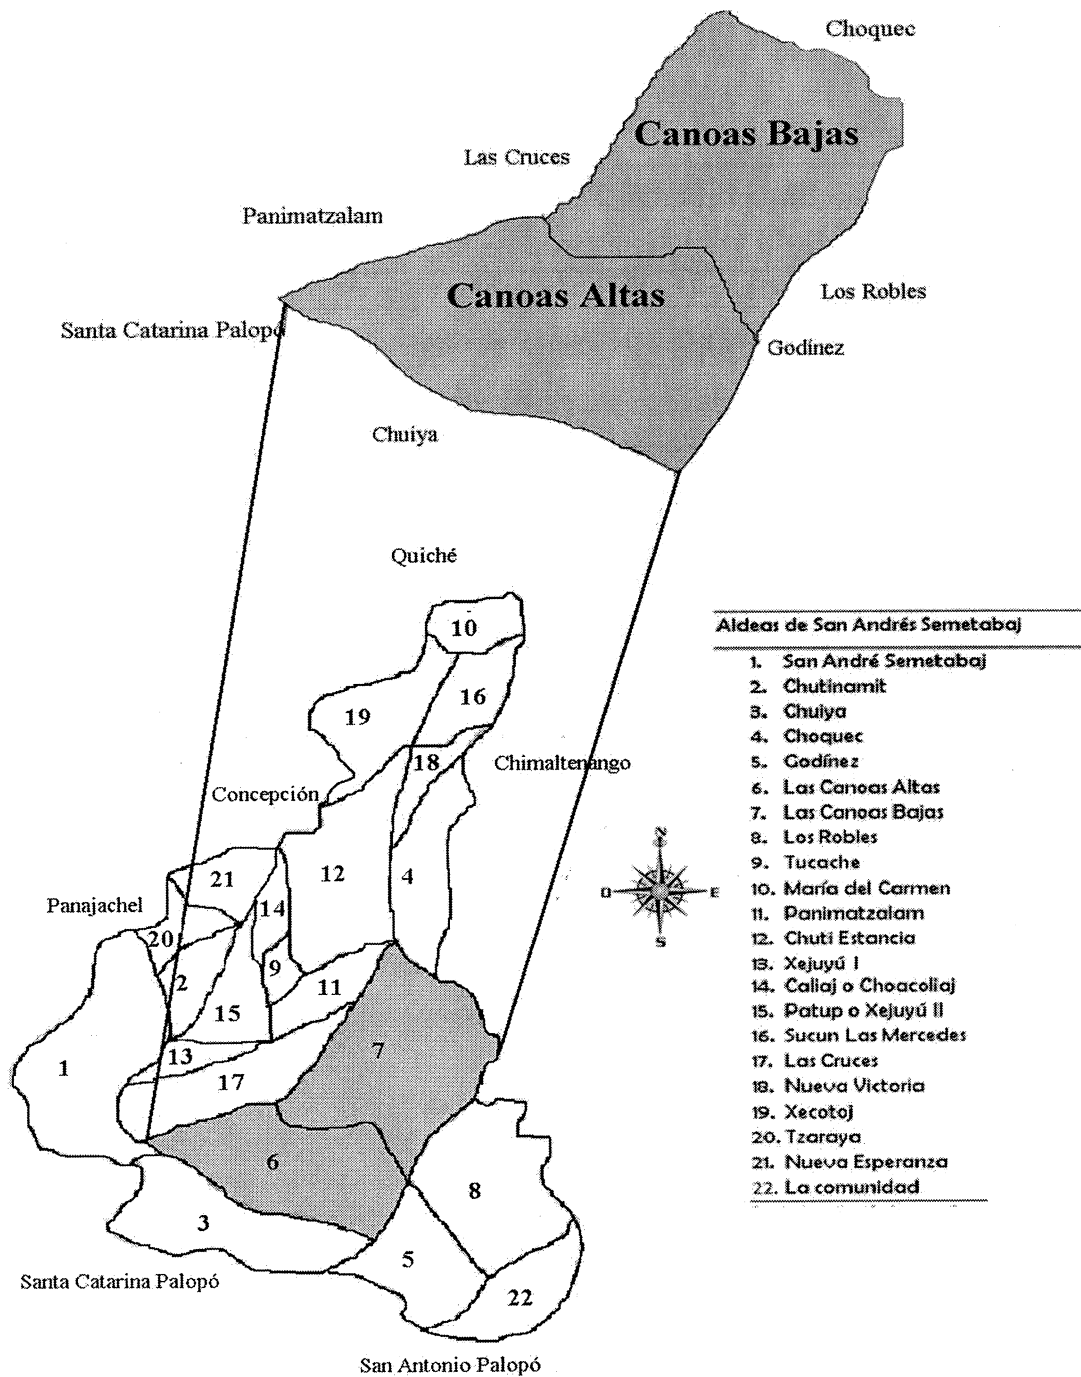 Choquec
Canoas Bajas
Las Cruces
Panimatzalam
Canoas Altas
Los Robles
Santa Catarina Palopó
Godínez
Chuiya
Quiché
10
16
19
18
Chimaltenango
Concepción
12
4
21
14
Panajachel
20
9
2
11
15
7
13
1
17
6
8
3
5
22
Santa Catarina Palopó
San Antonio Palopó
N
O
E
S
Aldeas de San Andrés Semetabaj
1. San André Semetabaj
2. Chutinamit
3. Chuiya
4. Choquec
5. Godínez
6. Las Canoas Altas
7. Las Canoas Bajas
8. Los Robles
9. Tucache
10. María del Carmen
11. Panimatzalam
12. Chuti Estancia
13. Xejuyú I
14. Caliaj o Choacoliaj
15. Patup o Xejuyú II
16. Sucun Las Mercedes
17. Las Cruces
18. Nueva Victoria
19. Xecotoj
20. Tzaraya
21. Nueva Esperanza
22. La comunidad